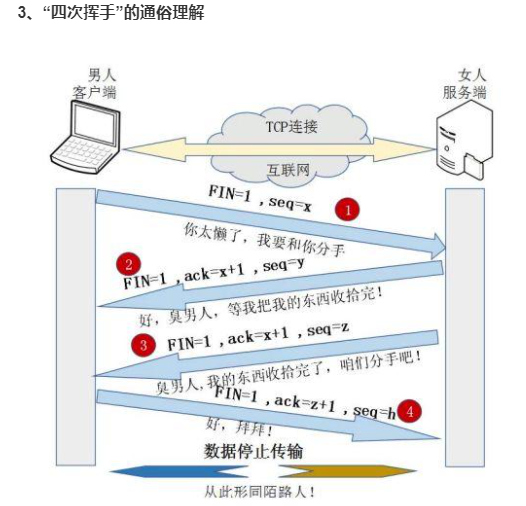 3、“四次挥手”的通俗理解
男人
客户端
女人
服务端
TCP连接
互联网
FIN=1 ,seq=x
1
你太懒了，我要和你分手
2
FIN=1 ,ack=x+1 ,seq=y
好，臭男人，等我把我的东西收拾完！
3
FIN=1 ,ack=x+1 ,seq=z
臭男人,我的东西收拾完了，咱们分手吧！
FIN=1 ,ack=z+1 ,seq=h
4
好，拜拜！
数据停止传输
从此形同陌路人！